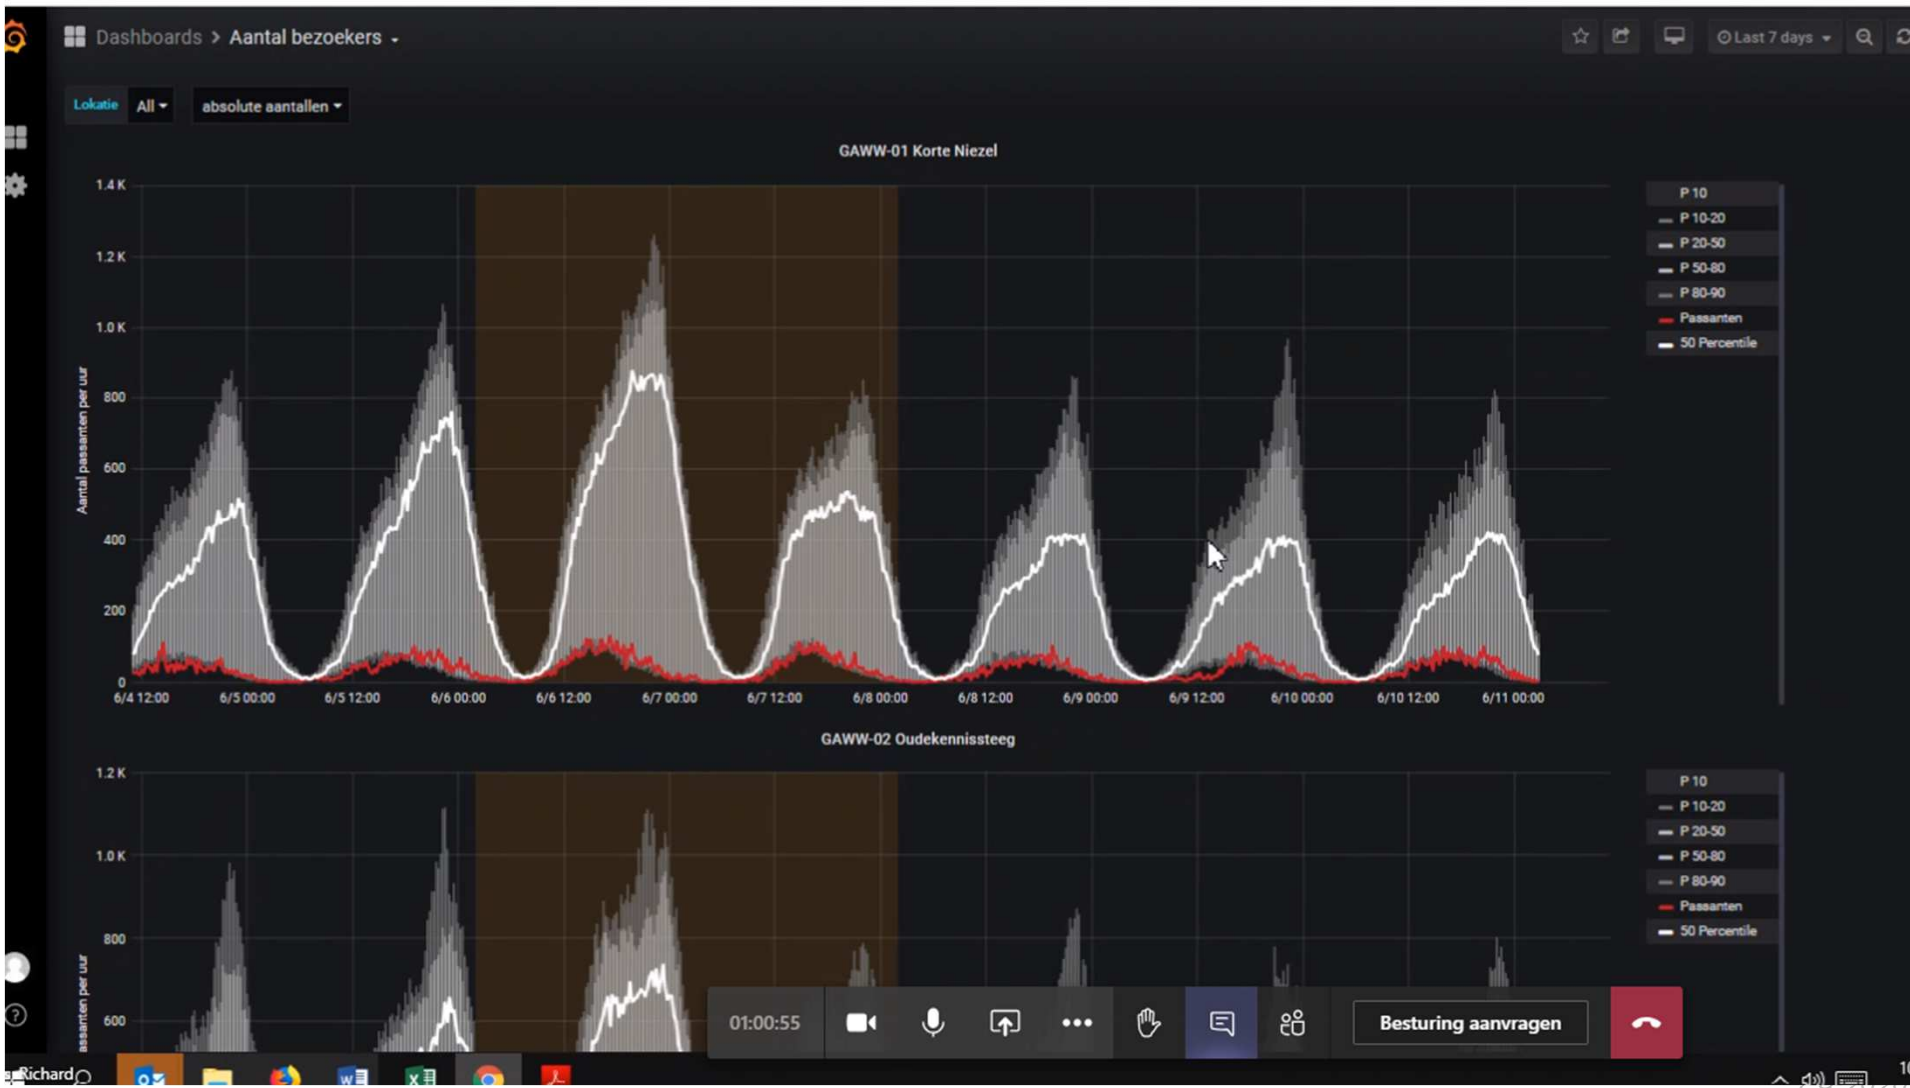 Dashboards > Aantal bezoekers
Last 7 days
Lokatie All absolute aantallen
GAWW-01 Korte Niezel
Aantal passanten per uur
1.4 K
1.2 K
1.0 K
800
600
400
200
0
6/4 12:00 6/5 00:00 6/5 12:00 6/6 00:00 6/6 12:00 6/7 00:00 6/7 12:00 6/8 00:00 6/8 12:00 6/9 00:00 6/9 12:00 6/10 00:00 6/10 12:00 6/11 00:00
P 10
P 10-20
P 20-50
P 50-80
P 80-90
Passanten
50 Percentile
GAWW-02 Oudekennissteeg
assanten per uur
1.2 K
1.0 K
800
600
P 10
P 10-20
P 20-50
P 50-80
P 80-90
Passanten
50 Percentile
01:00:55
Besturing aanvragen
Richard